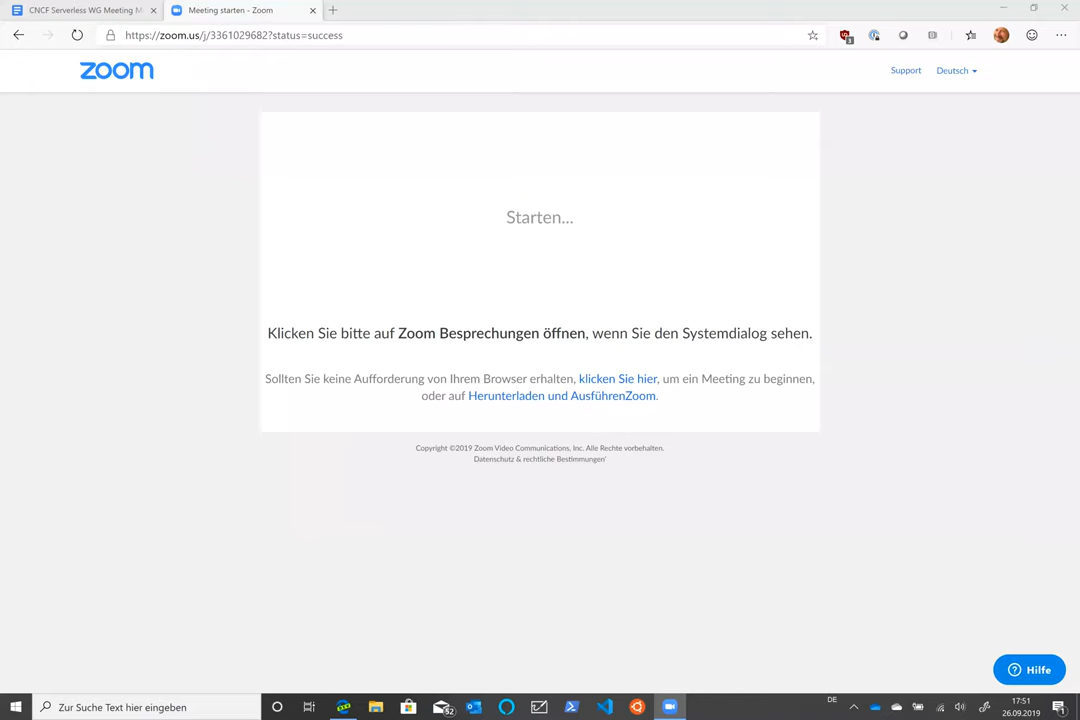 CNCF Serverless WG Meeting M
Meeting starten - Zoom
https://zoom.us/j/3361029682?status=success
zoom
Support
Deutsch
Starten...
Klicken Sie bitte auf Zoom Besprechungen öffnen, wenn Sie den Systemdialog sehen.
Sollten Sie keine Aufforderung von Ihrem Browser erhalten, klicken Sie hier, um ein Meeting zu beginnen,
oder auf Herunterladen und AusführenZoom.
Copyright ©2019 Zoom Video Communications, Inc. Alle Rechte vorbehalten.
Datenschutz & rechtliche Bestimmungen'
Hilfe
Zur Suche Text hier eingeben
52
DE
17:51
26.09.2019
1